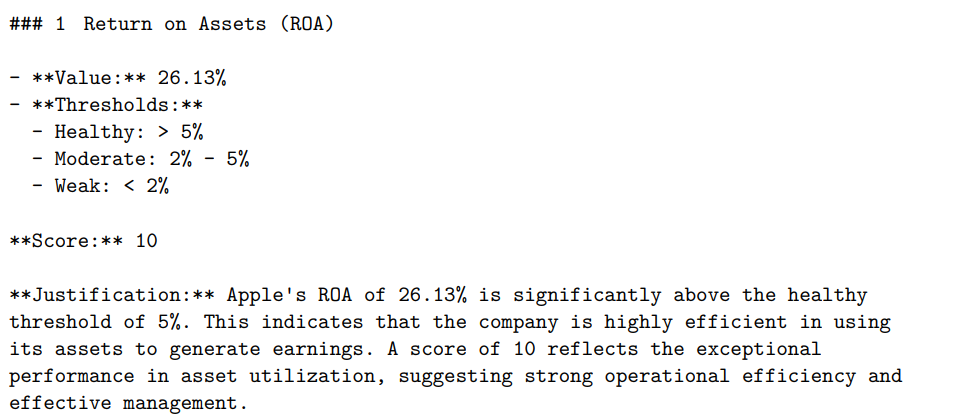 ### 1 Return on Assets (ROA)
- **Value:** 26.13%
- **Thresholds:**
- Healthy: > 5%
- Moderate: 2% - 5%
- Weak: < 2%
**Score:** 10
**Justification:** Apple's ROA of 26.13% is significantly above the healthy
threshold of 5%. This indicates that the company is highly efficient in using
its assets to generate earnings. A score of 10 reflects the exceptional
performance in asset utilization, suggesting strong operational efficiency and
effective management.